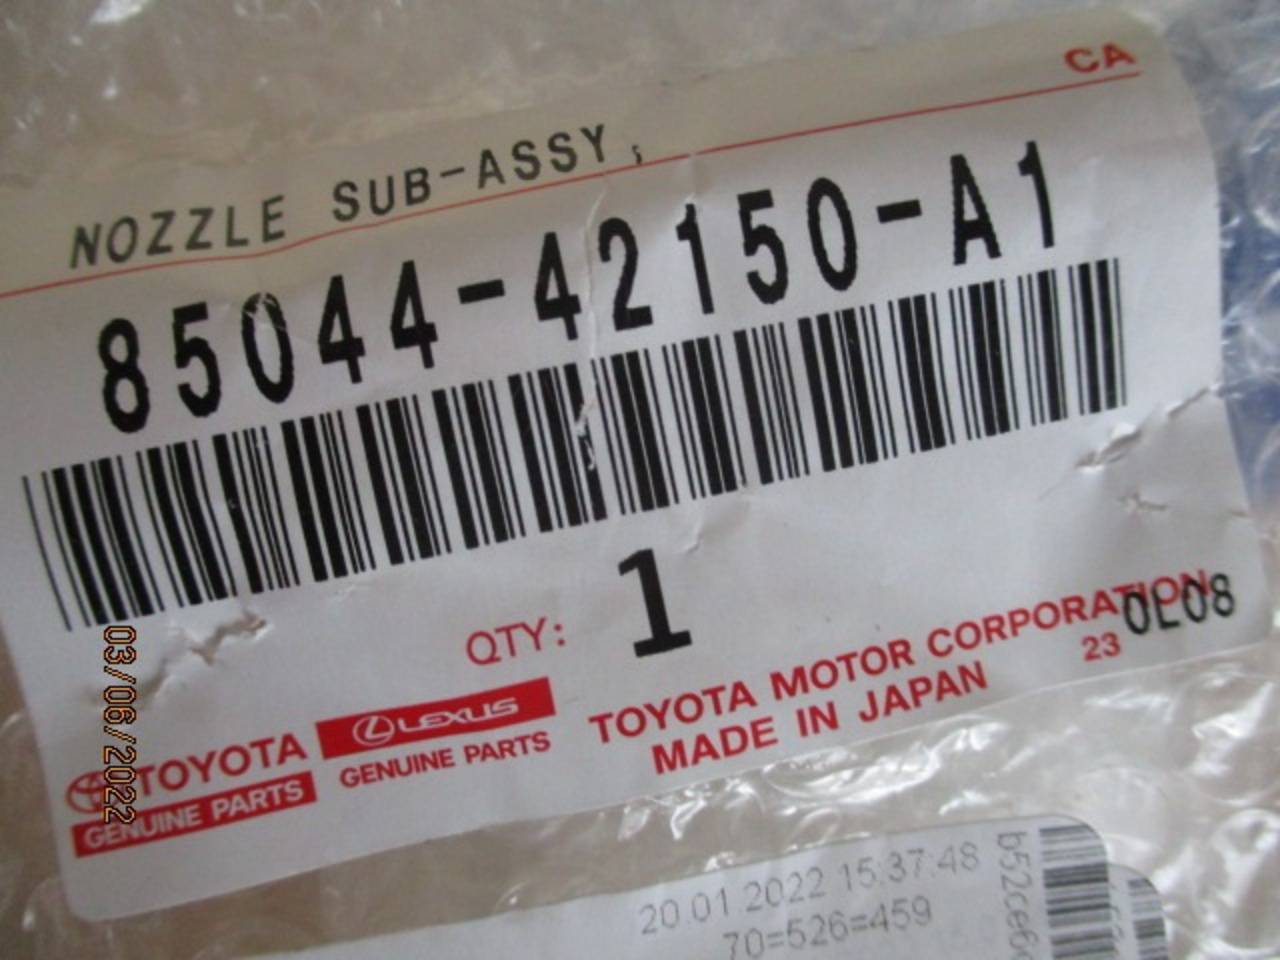 CA
NOZZLE SUB-ASSY,
85044-42150-A1
QTY: 1
TOYOTA
GENUINE PARTS
LEXUS
GENUINE PARTS
TOYOTA MOTOR CORPORATION
MADE IN JAPAN
23 0L08
03/06/2022
20.01.2022 15:37:48
70=526=459
b52ce6